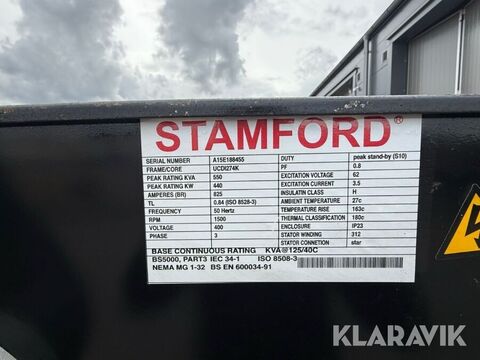 STAMFORD®
SERIAL NUMBER A15E188455 DUTY peak stand-by (S10)
FRAME/CORE UCDI274K PF 0.8
PEAK RATING KVA 550 EXCITATION VOLTAGE 62
PEAK RATING KW 440 EXCITATION CURRENT 3.5
AMPERES (BR) 825 INSULATIN CLASS H
TL 0.84 (ISO 8528-3) AMBIENT TEMPERATURE 27c
FREQUENCY 50 Hertz TEMPERATURE RISE 163c
RPM 1500 THERMAL CLASSIFICATION 180c
VOLTAGE 400 ENCLOSURE IP23
PHASE 3 STATOR WINDING 312
STATOR CONNETION star
BASE CONTINUOUS RATING KVA@125/40C
BS5000, PART3 IEC 34-1 ISO 8508-3
NEMA MG 1-32 BS EN 600034-91
KLARAVIK